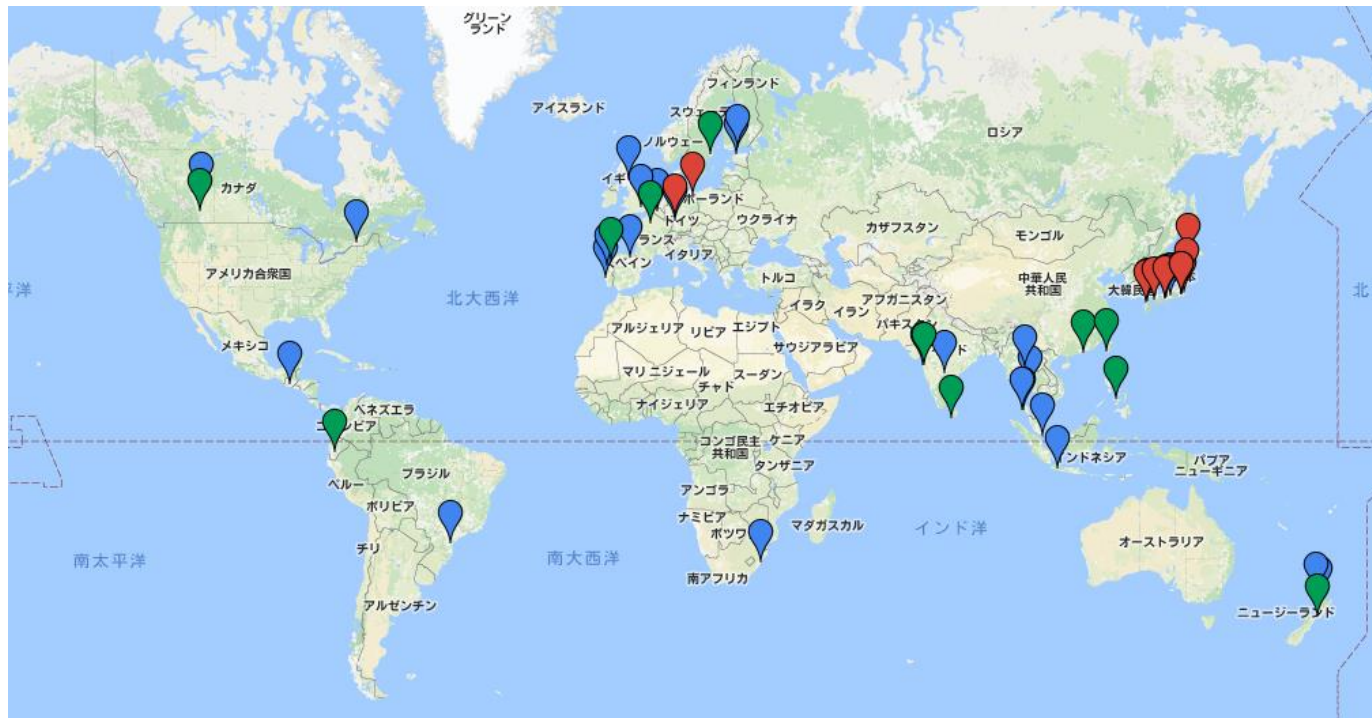 グリーン
ランド
フィンランド
アイスランド
スウェーデ
ロシア
ノルウェー
カナダ
イギ
ポーランド
ドイツ
ウクライナ
カザフスタン
モンゴル
ランス
イタリア
スペイン
アメリカ合衆国
トルコ
中華人民
共和国
大韓民
本
平洋
北大西洋
北
イラク
アフガニスタン
イラン
パキスタン
アルジェリア
リビア
エジプト
サウジアラビア
メキシコ
マリ
ニジェール
スーダン
チャド
ベネズエラ
コロンビア
ナイジェリア
エチオピア
コンゴ民主
共和国
ケニア
ンドネシア
パプア
ニューギニア
タンザニア
ブラジル
ペルー
アンゴラ
ボリビア
ナミビア
ボツワ
マダガスカル
インド洋
オーストラリア
チリ
南太平洋
南大西洋
南アフリカ
アルゼンチン
ニュージーランド